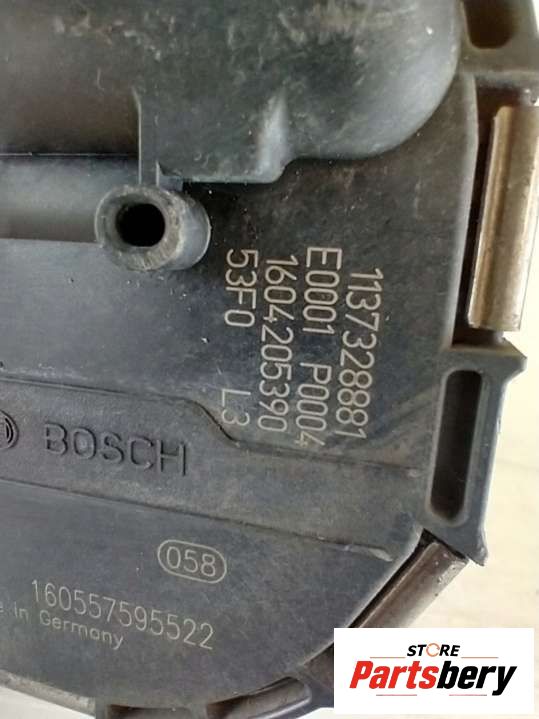 1137328881
E0001 P0004
1604205390
53F0 L3
BOSCH
058
160557595522
in Germany
STORE
Partsbery